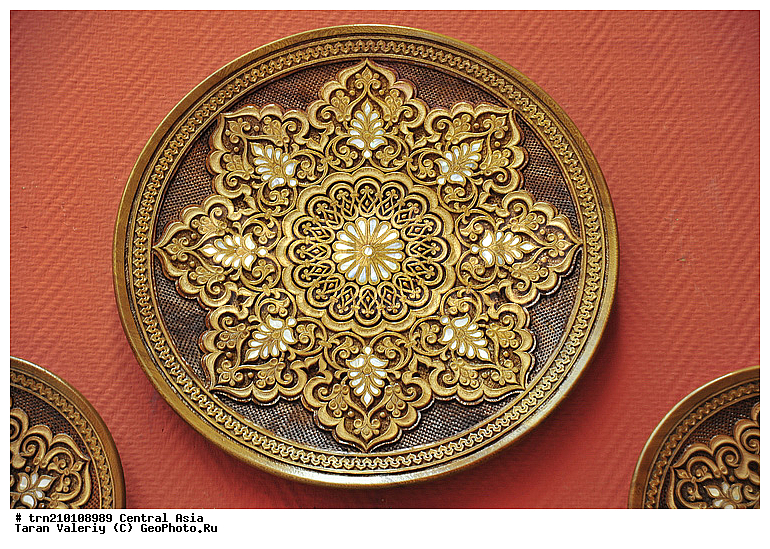 # trn210108989 Central Asia
Taran Valeriy (C) GeoPhoto.Ru